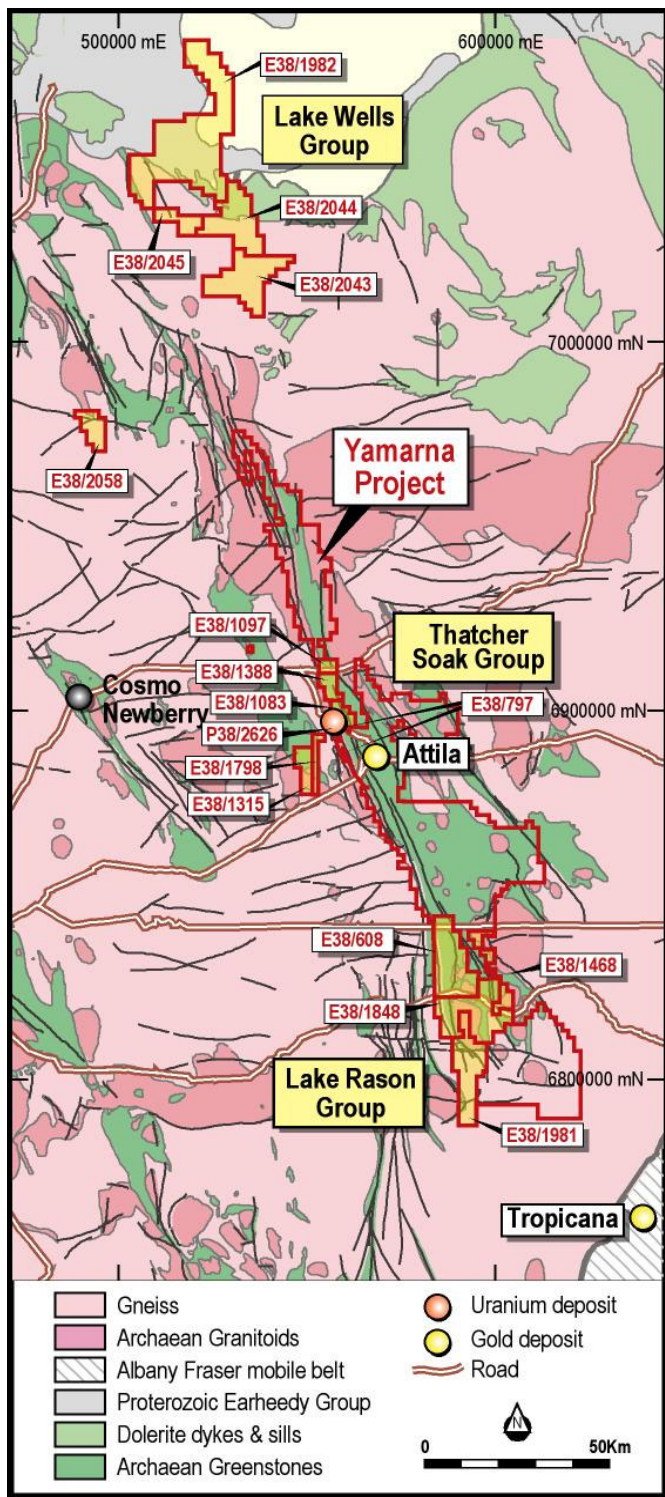 500000 mE
600000 mE
E38/1982
Lake Wells
Group
E38/2044
E38/2045
E38/2043
7000000 mN
E38/2058
Yamarna
Project
E38/1097
Thatcher
Soak Group
E38/1388
Cosmo
Newberry
E38/1083
E38/797
6900000 mN
P38/2626
Attila
E38/1798
E38/1315
E38/608
E38/1468
E38/1848
Lake Rason
Group
6800000 mN
E38/1981
Tropicana
Gneiss
Archaean Granitoids
Albany Fraser mobile belt
Proterozoic Earheedy Group
Dolerite dykes & sills
Archaean Greenstones
Uranium deposit
Gold deposit
Road
N
0 50Km